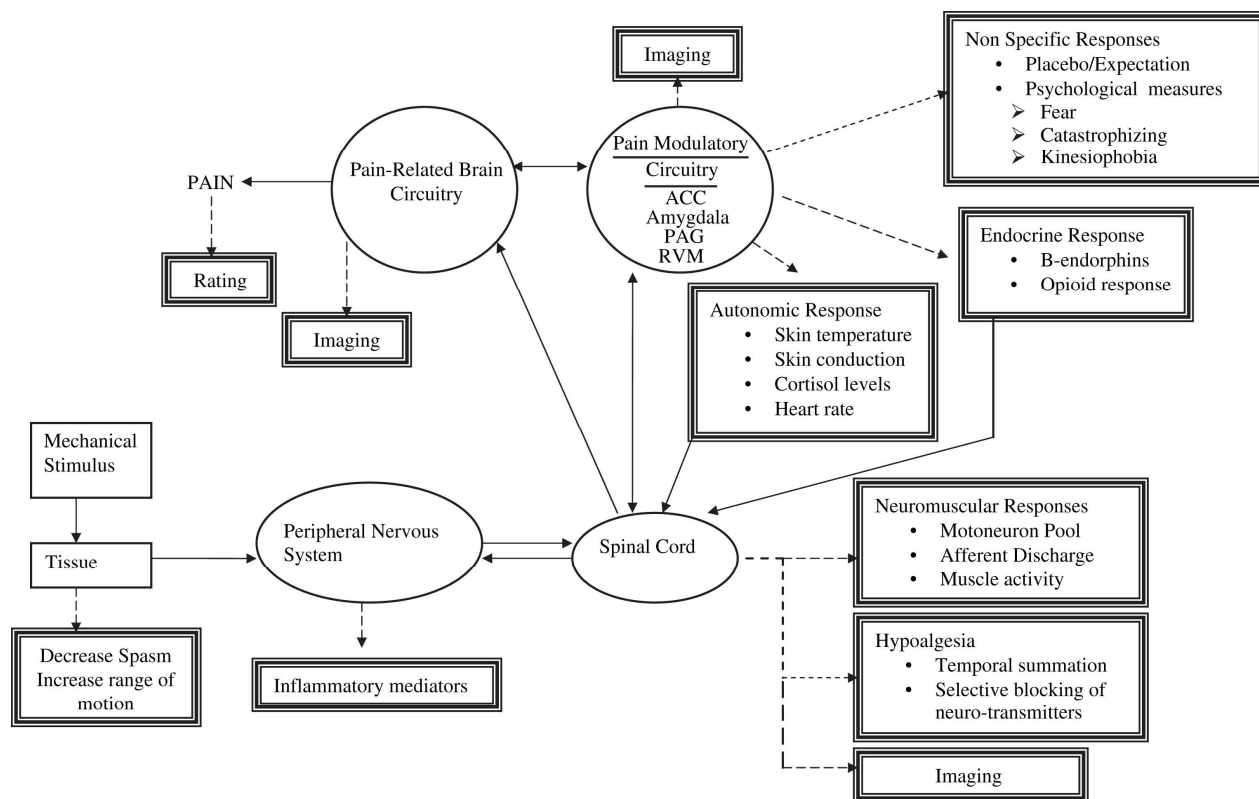 Imaging
Non Specific Responses
• Placebo/Expectation
• Psychological measures
➢ Fear
➢ Catastrophizing
➢ Kinesiophobia
Pain-Related Brain
Circuitry
Pain Modulatory
Circuitry
ACC
Amygdala
PAG
RVM
PAIN
Rating
Imaging
Endocrine Response
• B-endorphins
• Opioid response
Autonomic Response
• Skin temperature
• Skin conduction
• Cortisol levels
• Heart rate
Mechanical
Stimulus
Tissue
Peripheral Nervous
System
Spinal Cord
Neuromuscular Responses
• Motoneuron Pool
• Afferent Discharge
• Muscle activity
Decrease Spasm
Increase range of
motion
Inflammatory mediators
Hypoalgesia
• Temporal summation
• Selective blocking of
neuro-transmitters
Imaging